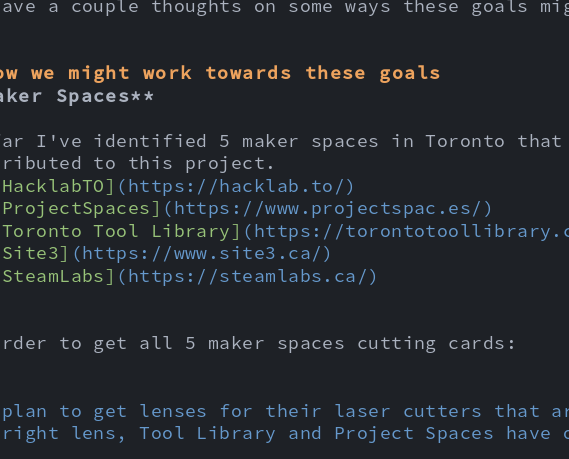 ave a couple thoughts on some ways these goals mig
ow we might work towards these goals
aker Spaces**
ar I've identified 5 maker spaces in Toronto that
ributed to this project.
HacklabTO](https://hacklab.to/)
ProjectSpaces](https://www.projectspac.es/)
Toronto Tool Library](https://torontotoollibrary.c
Site3](https://www.site3.ca/)
SteamLabs](https://steamlabs.ca/)
rder to get all 5 maker spaces cutting cards:
plan to get lenses for their laser cutters that ar
right lens, Tool Library and Project Spaces have